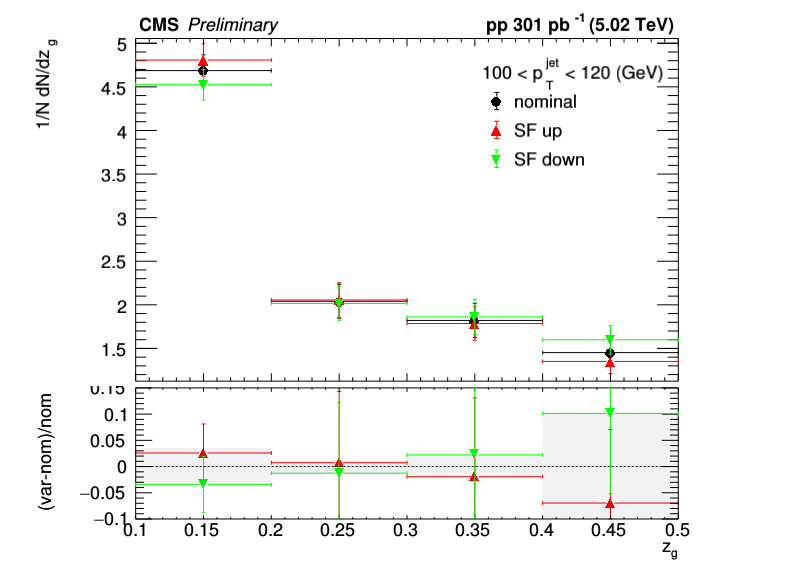 CMS Preliminary
pp 301 pb⁻¹ (5.02 TeV)
1/N dN/dz_g
5
4.5
4
3.5
3
2.5
2
1.5
100 < p_T^jet < 120 (GeV)
nominal
SF up
SF down
(var-nom)/nom
0.15
0.1
0.05
0
−0.05
−0.1
0.1 0.15 0.2 0.25 0.3 0.35 0.4 0.45 0.5
z_g